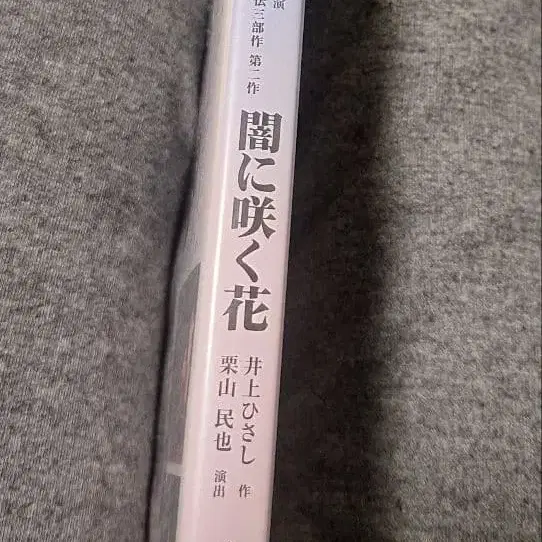 演
伝三部作 第二作
闇に咲く花
井上ひさし 作
栗山民也 演出